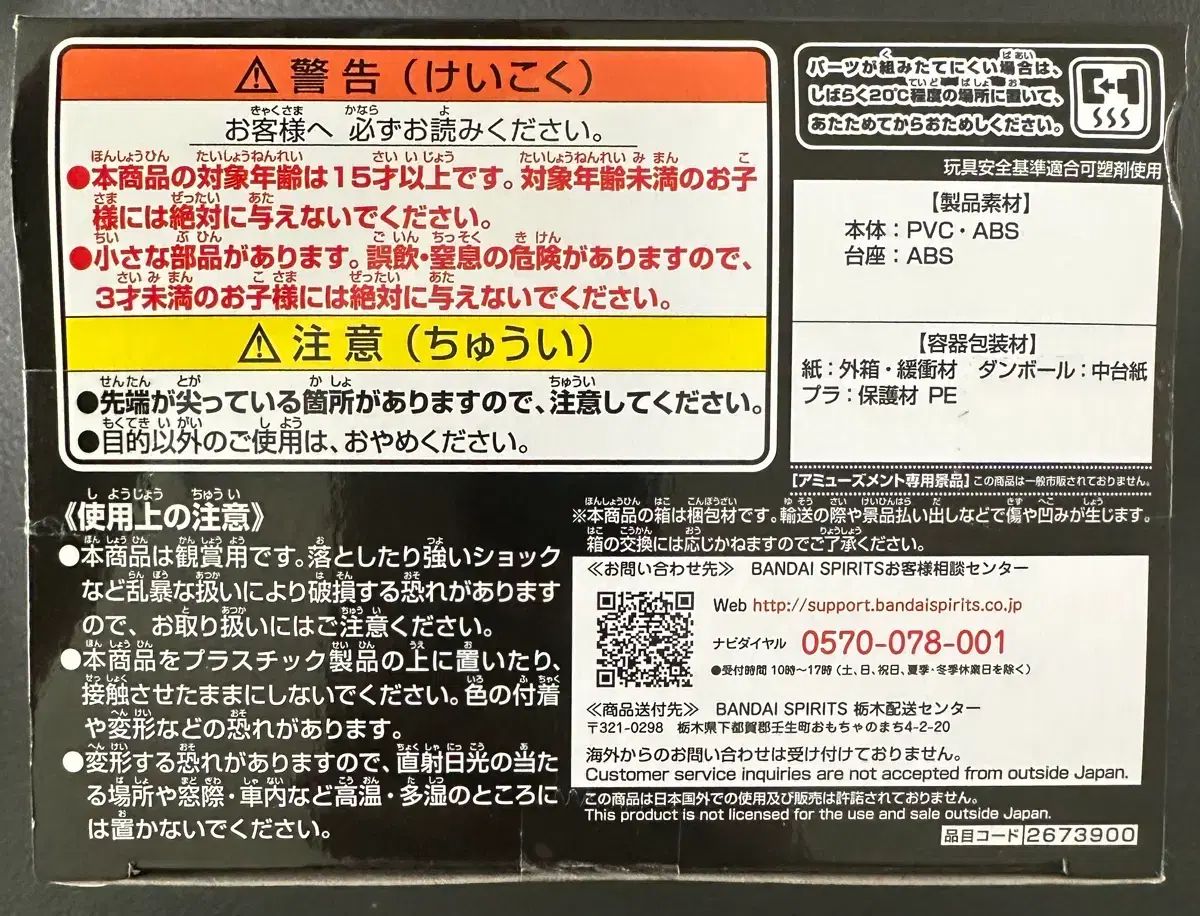 ⚠警告(けいこく)
お客様へ 必ずお読みください。
●本商品の対象年齢は15才以上です。対象年齢未満のお子
様には絶対に与えないでください。
●小さな部品があります。誤飲・窒息の危険がありますので、
3才未満のお子様には絶対に与えないでください。
⚠注意(ちゅうい)
●先端が尖っている箇所がありますので、注意してください。
●目的以外のご使用は、おやめください。
パーツが組みたてにくい場合は、
しばらく20℃程度の場所に置いて、
あたためてからおためしください。
玩具安全基準適合可塑剤使用
【製品素材】
本体:PVC・ABS
台座:ABS
【容器包装材】
紙:外箱・緩衝材 ダンボール:中台紙
プラ:保護材 PE
【アミューズメント専用景品】この商品は一般市販されておりません。
《使用上の注意》
●本商品は観賞用です。落としたり強いショック
など乱暴な扱いにより破損する恐れがあります
ので、お取り扱いにはご注意ください。
●本商品をプラスチック製品の上に置いたり、
接触させたままにしないでください。色の付着
や変形などの恐れがあります。
●変形する恐れがありますので、直射日光の当た
る場所や窓際・車内など高温・多湿のところに
は置かないでください。
※本商品の箱は梱包材です。輸送の際や景品払い出しなどで傷や凹みが生じます。
箱の交換には応じかねますのでご了承ください。
≪お問い合わせ先≫ BANDAI SPIRITSお客様相談センター
Web http://support.bandaispirits.co.jp
ナビダイヤル 0570-078-001
●受付時間 10時〜17時(土、日、祝日、夏季・冬季休業日を除く)
≪商品送付先≫ BANDAI SPIRITS 栃木配送センター
〒321-0298 栃木県下都賀郡壬生町おもちゃのまち4-2-20
海外からのお問い合わせは受け付けておりません。
Customer service inquiries are not accepted from outside Japan.
この商品は日本国外での使用及び販売は許諾されておりません。
This product is not licensed for the use and sale outside Japan.
品目コード 2673900